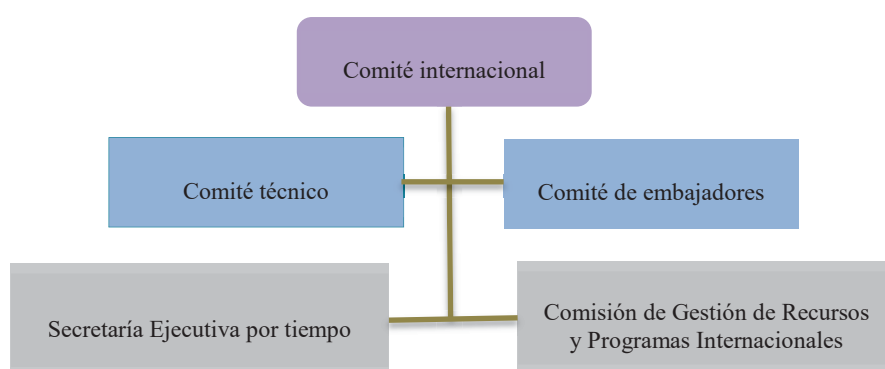 Comité internacional
Comité técnico
Comité de embajadores
Secretaría Ejecutiva por tiempo
Comisión de Gestión de Recursos
y Programas Internacionales